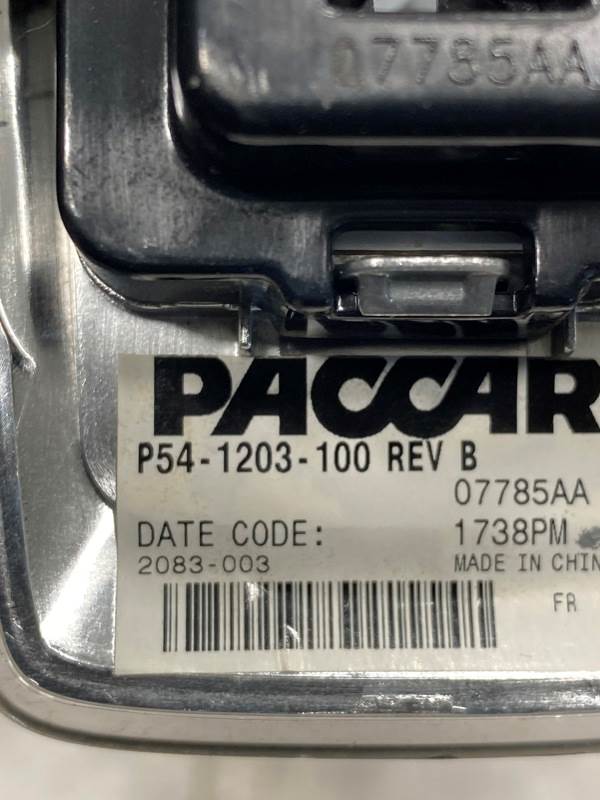 07785AA
PACCAR
P54-1203-100 REV B
07785AA
DATE CODE: 1738PM
2083-003 MADE IN CHIN
FR